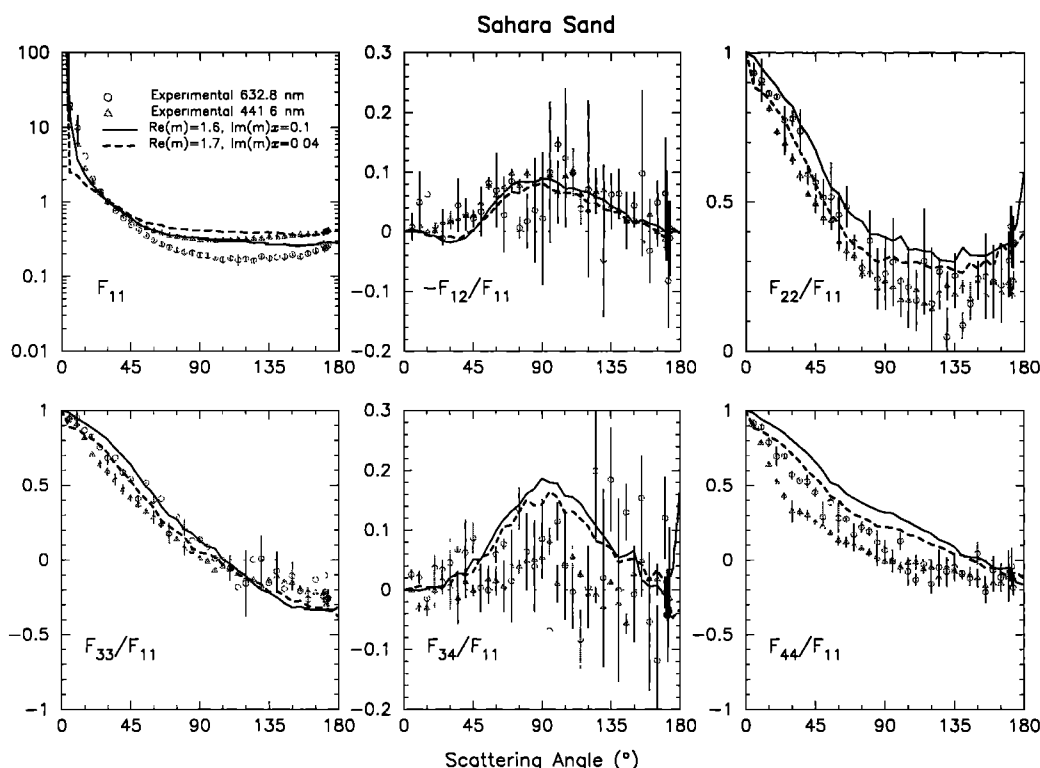 Sahara Sand
100
10
1
0.1
0.01
Experimental 632.8 nm
Experimental 441 6 nm
Re(m)=1.6, Im(m)x=0.1
Re(m)=1.7, Im(m)x=0 04
F11
0 45 90 135 180
0.3
0.2
0.1
0
-0.1
-0.2
-F12/F11
0 45 90 135 180
1
0.5
0
F22/F11
0 45 90 135 180
1
0.5
0
-0.5
-1
F33/F11
0 45 90 135 180
0.3
0.2
0.1
0
-0.1
-0.2
F34/F11
0 45 90 135 180
1
0.5
0
-0.5
-1
F44/F11
0 45 90 135 180
Scattering Angle (°)